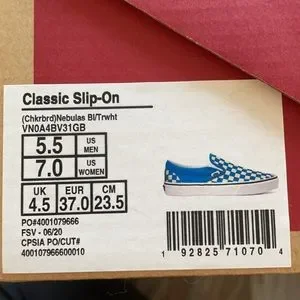 Classic Slip-On
(Chkrbrd)Nebulas Bl/Trwht
VN0A4BV31GB
5.5 US MEN
7.0 US WOMEN
UK EUR CM
4.5 37.0 23.5
PO#4001079666
FSV - 06/20
CPSIA PO/CUT#
400107966600010
1 92825 71070 4